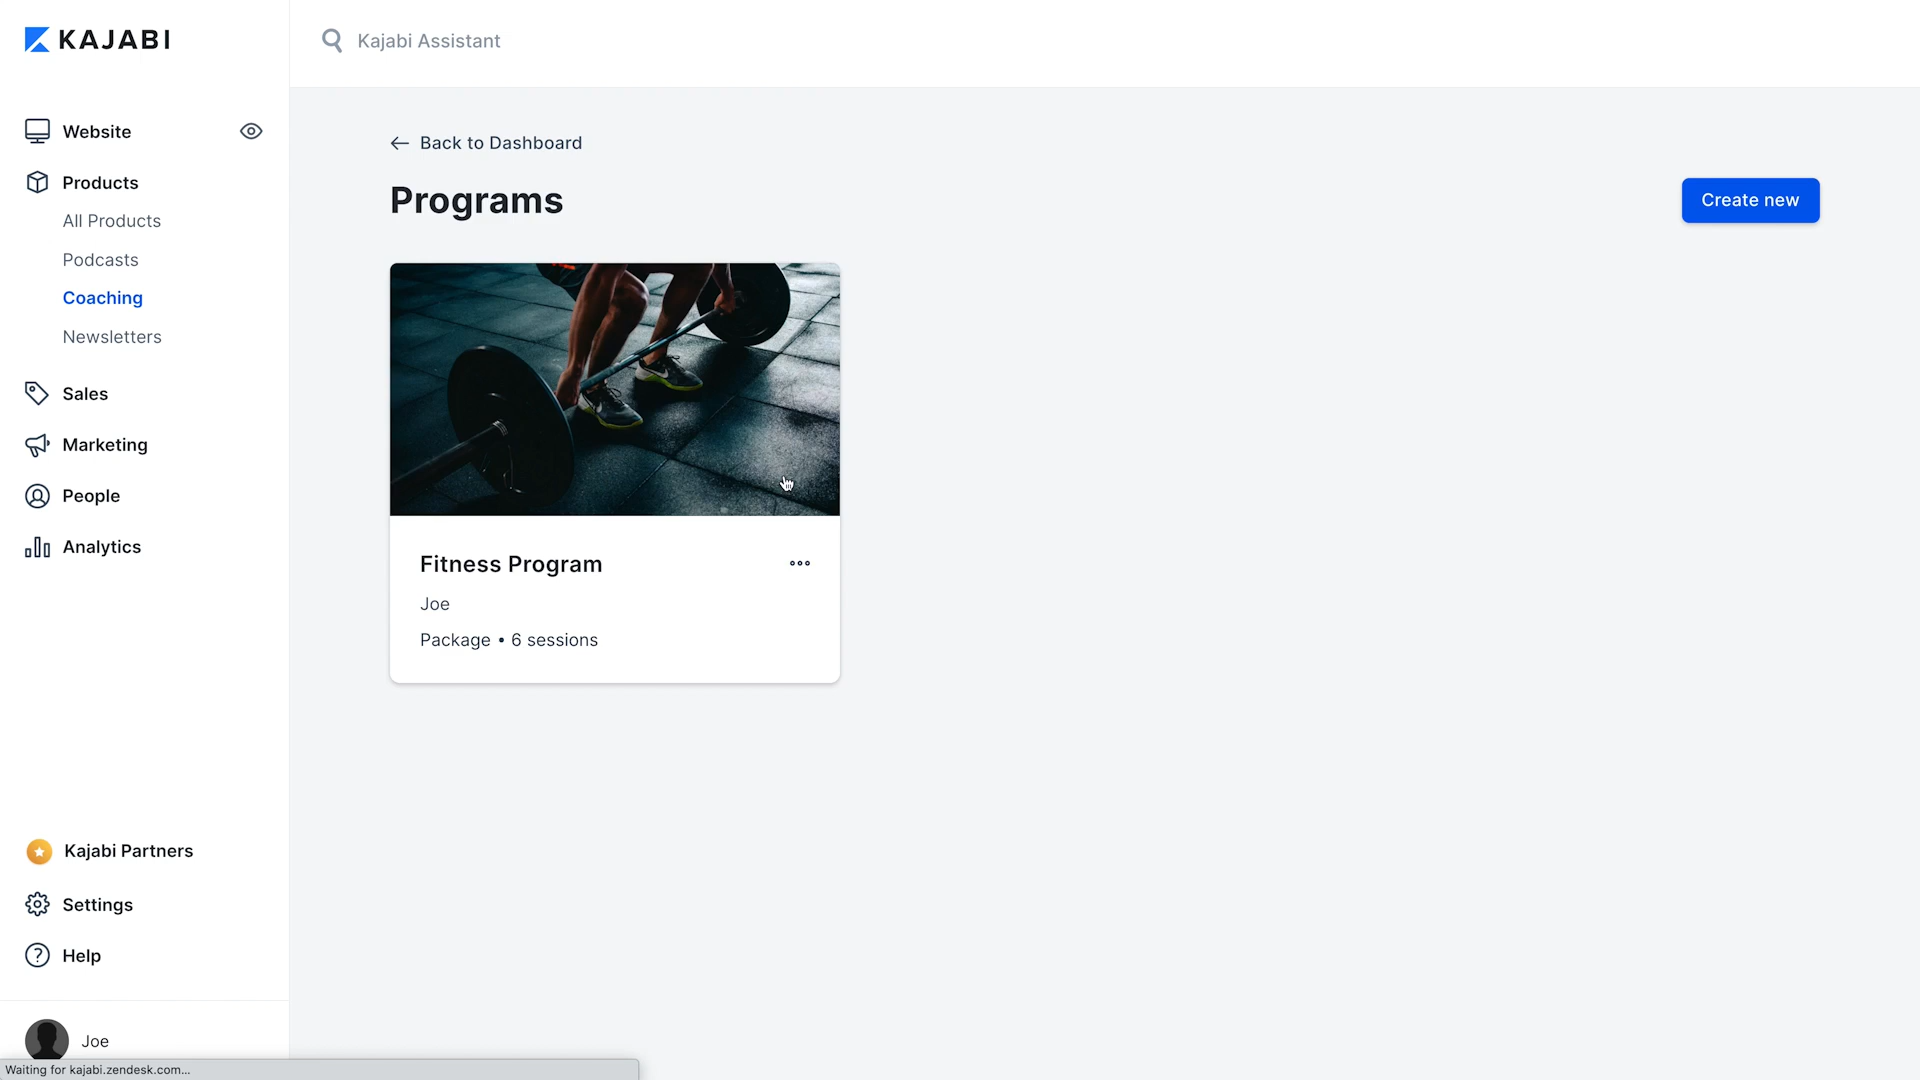 KAJABI
Kajabi Assistant
Website
Products
All Products
Podcasts
Coaching
Newsletters
Sales
Marketing
People
Analytics
Kajabi Partners
Settings
Help
Joe
Waiting for kajabi.zendesk.com...
Back to Dashboard
Programs
Create new
Fitness Program
Joe
Package • 6 sessions